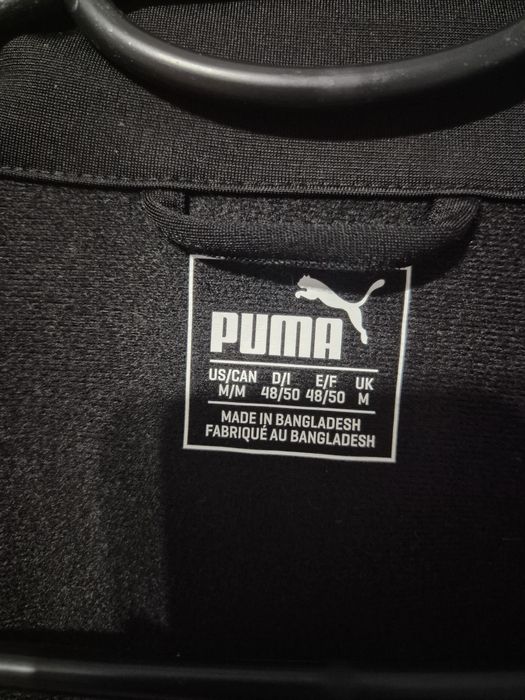 PUMA
US/CAN D/I E/F UK
M/M 48/50 48/50 M
MADE IN BANGLADESH
FABRIQUÉ AU BANGLADESH